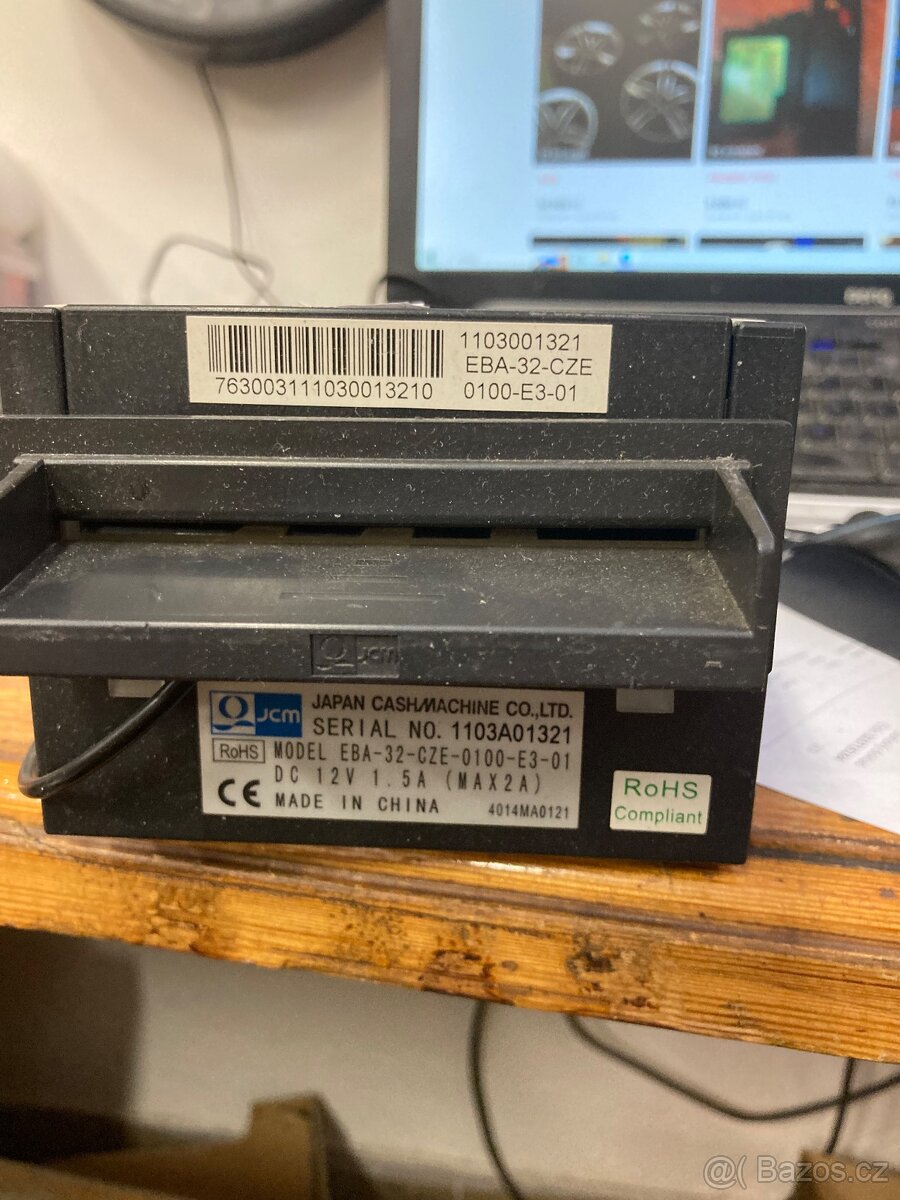 1103001321
EBA-32-CZE
763003111030013210
0100-E3-01
JCM
JCM
JAPAN CASHMACHINE CO.,LTD.
SERIAL NO. 1103A01321
RoHS
MODEL EBA-32-CZE-0100-E3-01
DC 12V 1.5A (MAX2A)
CE MADE IN CHINA
4014MA0121
RoHS
Compliant
@( Bazos.cz